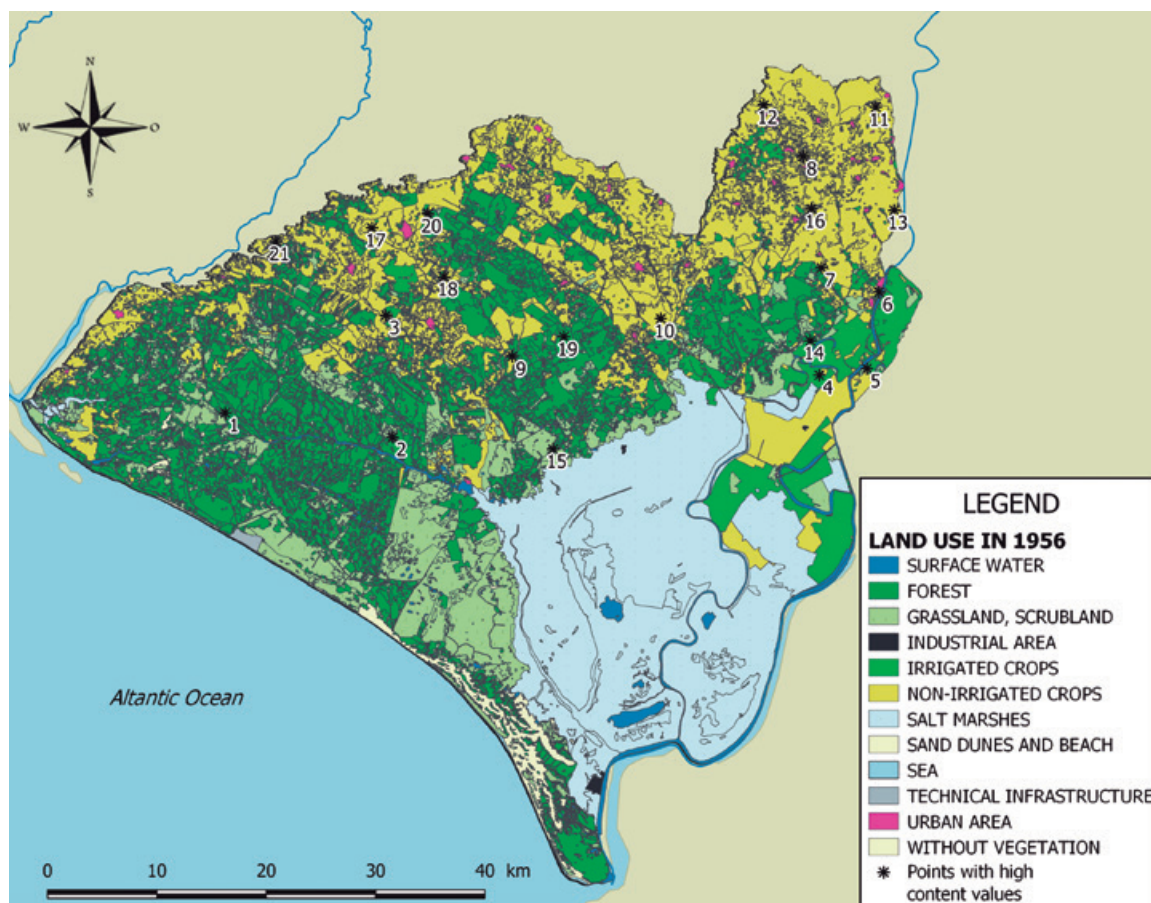 N
W
O
S
12
11
8
16
13
20
17
21
7
18
6
3
10
19
14
9
4
5
1
2
15
Altantic Ocean
0
10
20
30
40
km
LEGEND
LAND USE IN 1956
SURFACE WATER
FOREST
GRASSLAND, SCRUBLAND
INDUSTRIAL AREA
IRRIGATED CROPS
NON-IRRIGATED CROPS
SALT MARSHES
SAND DUNES AND BEACH
SEA
TECHNICAL INFRASTRUCTURE
URBAN AREA
WITHOUT VEGETATION
Points with high
content values